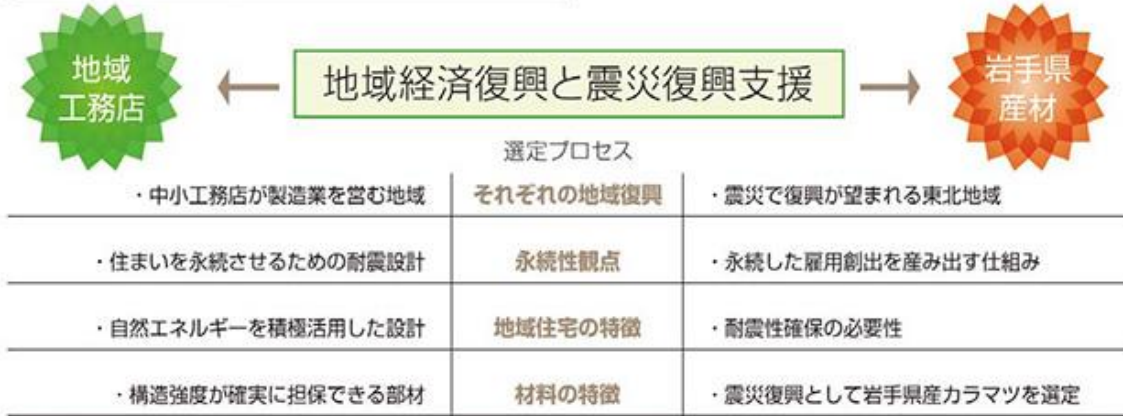 地域
工務店
地域経済復興と震災復興支援
岩手県
産材
選定プロセス
・中小工務店が製造業を営む地域
それぞれの地域復興
・震災で復興が望まれる東北地域
・住まいを永続させるための耐震設計
永続性観点
・永続した雇用創出を産み出す仕組み
・自然エネルギーを積極活用した設計
地域住宅の特徴
・耐震性確保の必要性
・構造強度が確実に担保できる部材
材料の特徴
・震災復興として岩手県産カラマツを選定